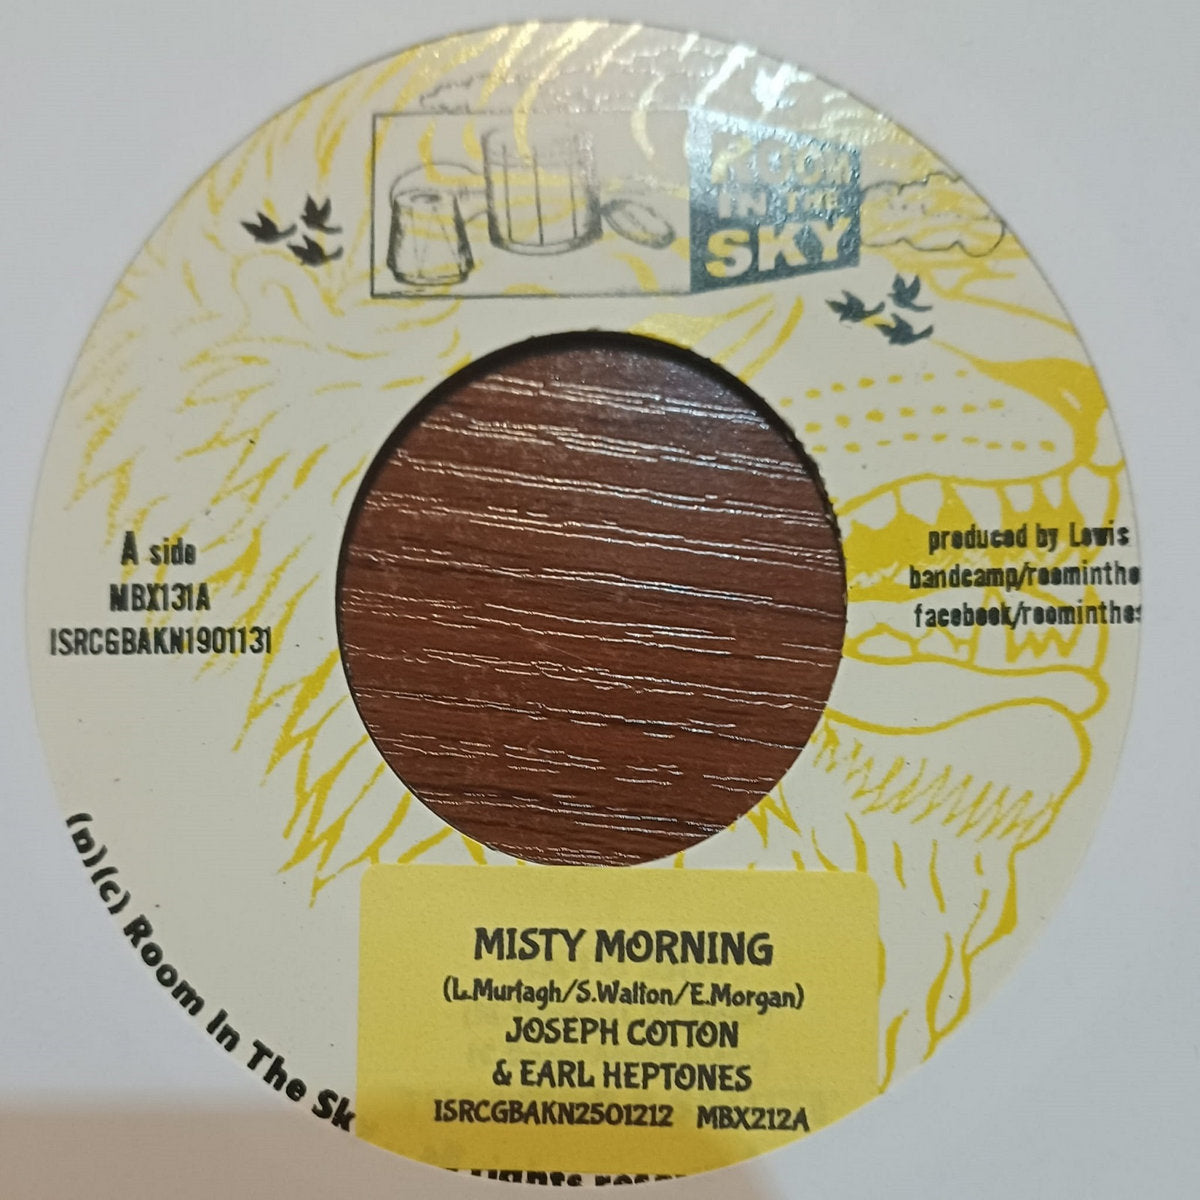 ROOM
IN THE
SKY
A side
MBX131A
ISRCGBAKN1901131
produced by Lewis
bandcamp/roominthe
facebook/roominthes
MISTY MORNING
(L.Murtagh/S.Walton/E.Morgan)
JOSEPH COTTON
& EARL HEPTONES
ISRCGBAKN2501212 MBX212A
(p)(c) Room In The Sk